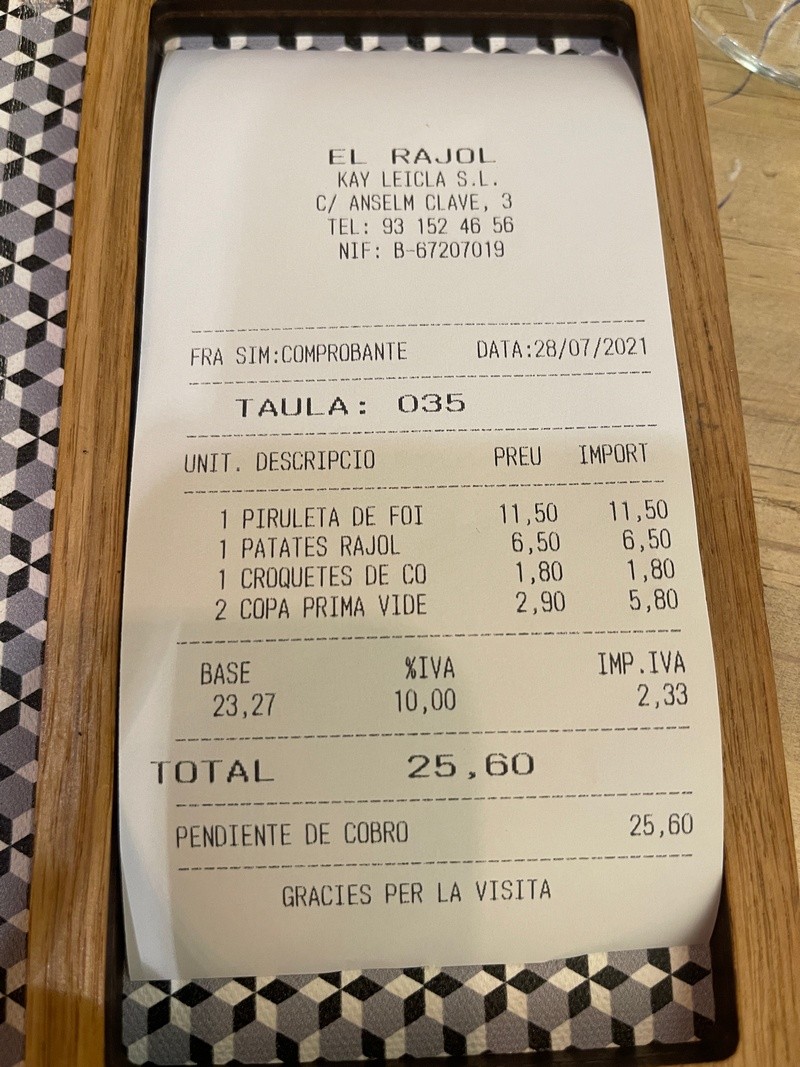 EL RAJOL
KAY LEICLA S.L.
C/ ANSELM CLAVE, 3
TEL: 93 152 46 56
NIF: B-67207019
FRA SIM:COMPROBANTE DATA:28/07/2021
TAULA: 035
UNIT. DESCRIPCIO PREU IMPORT
1 PIRULETA DE FOI 11,50 11,50
1 PATATES RAJOL 6,50 6,50
1 CROQUETES DE CO 1,80 1,80
2 COPA PRIMA VIDE 2,90 5,80
BASE %IVA IMP.IVA
23,27 10,00 2,33
TOTAL 25,60
PENDIENTE DE COBRO 25,60
GRACIES PER LA VISITA